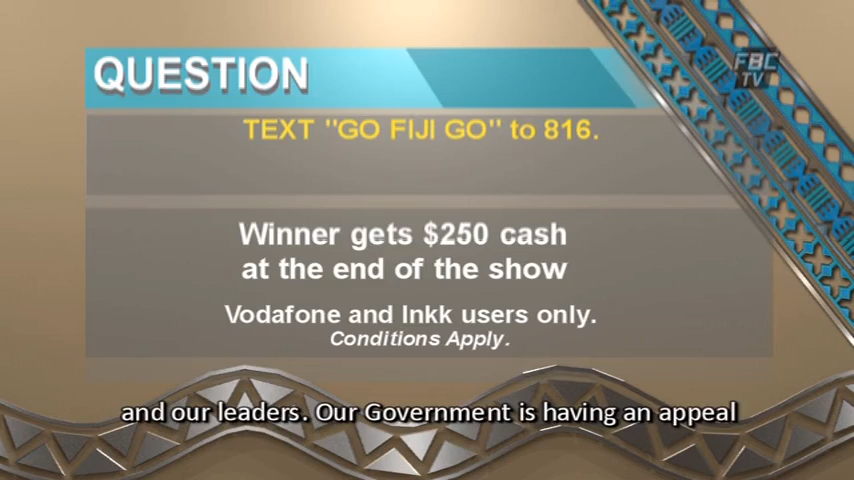 QUESTION
FBC
TV
TEXT "GO FIJI GO" to 816.
Winner gets $250 cash
at the end of the show
Vodafone and Inkk users only.
Conditions Apply.
and our leaders. Our Government is having an appeal